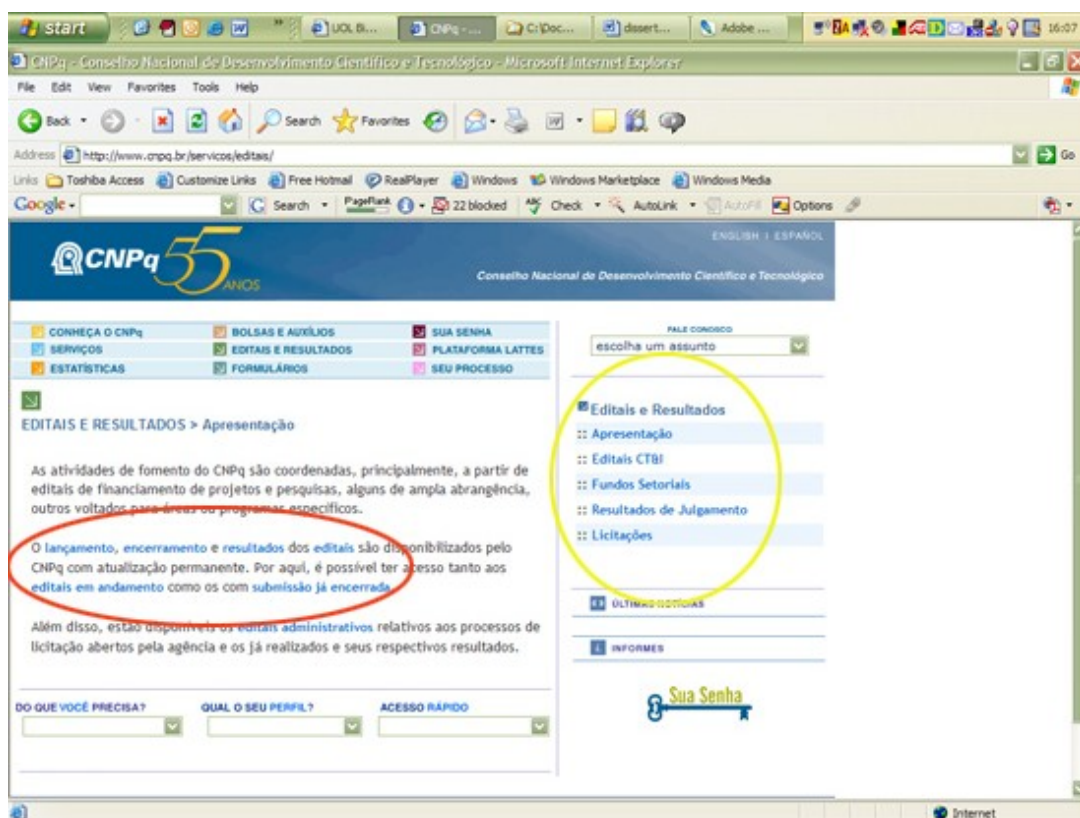 start
UOL Bi...
CNPq - ...
C:\Doc...
dissert...
Adobe ...
16:07
CNPq - Conselho Nacional de Desenvolvimento Científico e Tecnológico - Microsoft Internet Explorer
File Edit View Favorites Tools Help
Back Search Favorites
Address http://www.cnpq.br/servicos/editais/ Go
Links Toshiba Access Customize Links Free Hotmail RealPlayer Windows Windows Marketplace Windows Media
Google Search PageRank 22 blocked Check AutoLink AutoFill Options
ENGLISH | ESPAÑOL
CNPq 55 ANOS
Conselho Nacional de Desenvolvimento Científico e Tecnológico
CONHEÇA O CNPq BOLSAS E AUXÍLIOS SUA SENHA
SERVIÇOS EDITAIS E RESULTADOS PLATAFORMA LATTES
ESTATÍSTICAS FORMULÁRIOS SEU PROCESSO
FALE CONOSCO
escolha um assunto
EDITAIS E RESULTADOS > Apresentação
As atividades de fomento do CNPq são coordenadas, principalmente, a partir de
editais de financiamento de projetos e pesquisas, alguns de ampla abrangência,
outros voltados para áreas ou programas específicos.
O lançamento, encerramento e resultados dos editais são disponibilizados pelo
CNPq com atualização permanente. Por aqui, é possível ter acesso tanto aos
editais em andamento como os com submissão já encerrada.
Além disso, estão disponíveis os editais administrativos relativos aos processos de
licitação abertos pela agência e os já realizados e seus respectivos resultados.
Editais e Resultados
:: Apresentação
:: Editais CT&I
:: Fundos Setoriais
:: Resultados de Julgamento
:: Licitações
ÚLTIMAS NOTÍCIAS
INFORMES
Sua Senha
DO QUE VOCÊ PRECISA? QUAL O SEU PERFIL? ACESSO RÁPIDO
Internet